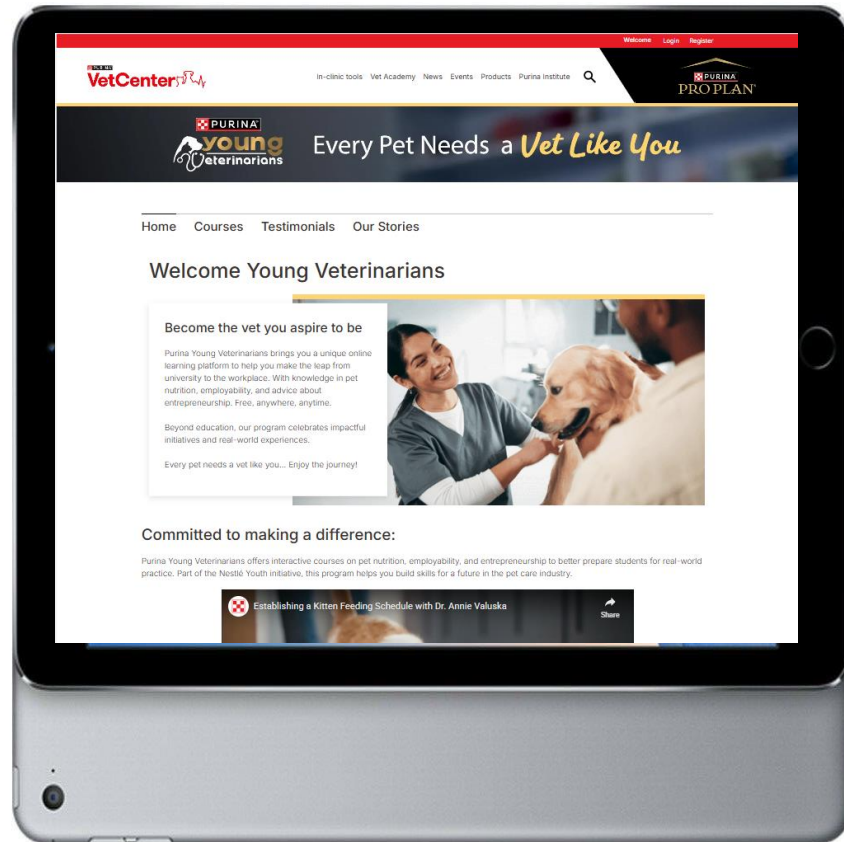 Welcome Login Register
PURINA
VetCenter
In-clinic tools Vet Academy News Events Products Purina Institute
PURINA
PRO PLAN
PURINA
young
Veterinarians
Every Pet Needs a Vet Like You
Home Courses Testimonials Our Stories
Welcome Young Veterinarians
Become the vet you aspire to be
Purina Young Veterinarians brings you a unique online
learning platform to help you make the leap from
university to the workplace. With knowledge in pet
nutrition, employability, and advice about
entrepreneurship. Free, anywhere, anytime.
Beyond education, our program celebrates impactful
initiatives and real-world experiences.
Every pet needs a vet like you... Enjoy the journey!
Committed to making a difference:
Purina Young Veterinarians offers interactive courses on pet nutrition, employability, and entrepreneurship to better prepare students for real-world
practice. Part of the Nestlé Youth initiative, this program helps you build skills for a future in the pet care industry.
Establishing a Kitten Feeding Schedule with Dr. Annie Valuska
Share